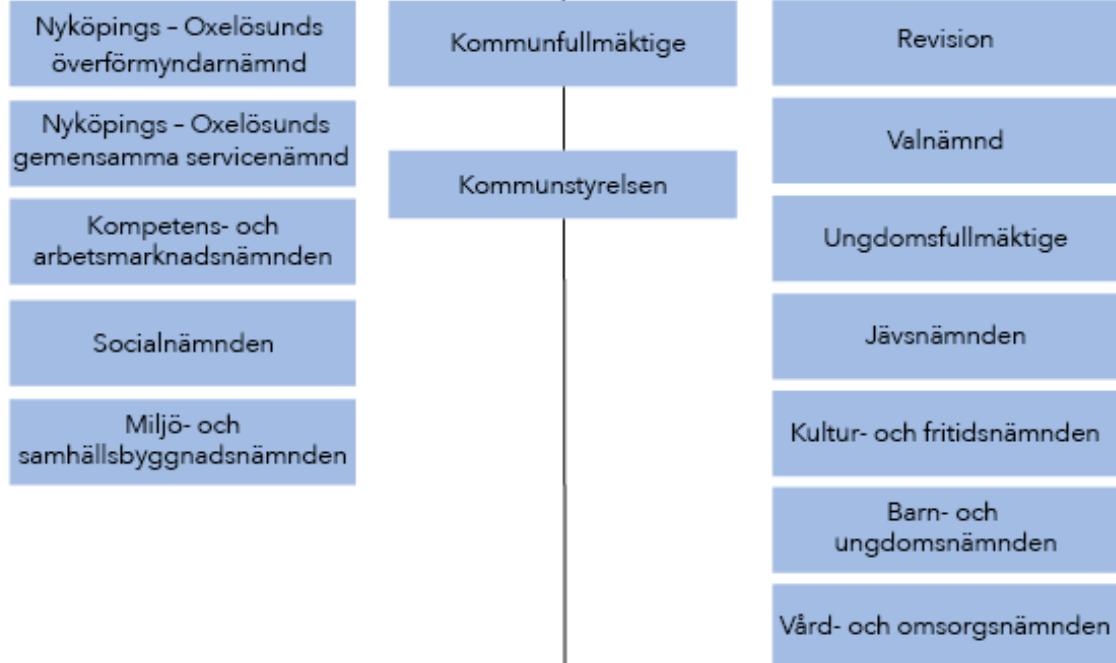 Nyköpings – Oxelösunds
överförmyndarnämnd
Nyköpings – Oxelösunds
gemensamma servicenämnd
Kompetens- och
arbetsmarknadsnämnden
Socialnämnden
Miljö- och
samhällsbyggnadsnämnden
Kommunfullmäktige
Kommunstyrelsen
Revision
Valnämnd
Ungdomsfullmäktige
Jävsnämnden
Kultur- och fritidsnämnden
Barn- och
ungdomsnämnden
Vård- och omsorgsnämnden